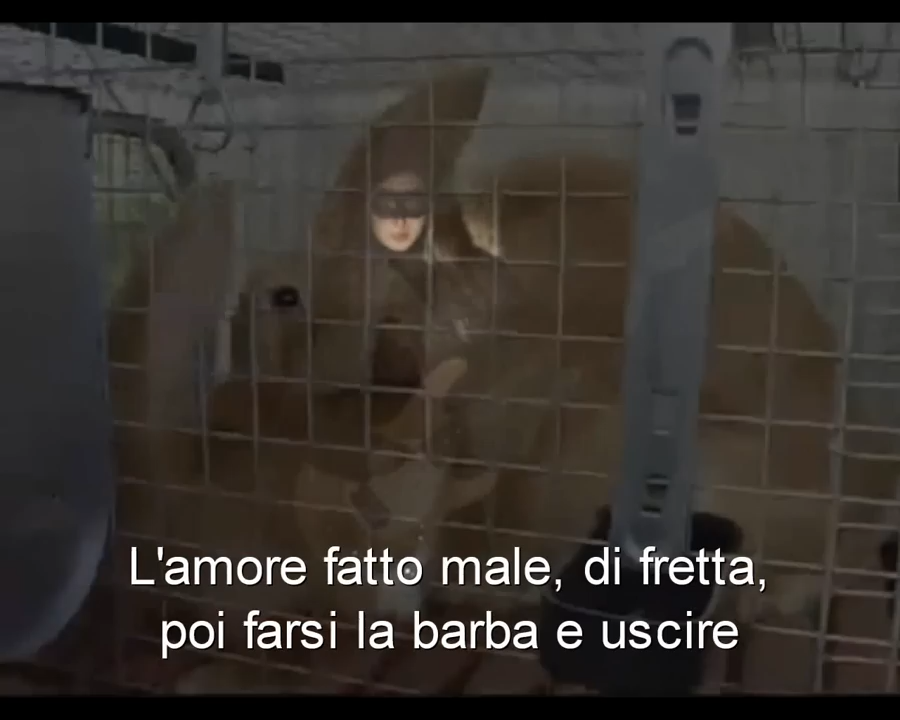 L'amore fatto male, di fretta,
poi farsi la barba e uscire